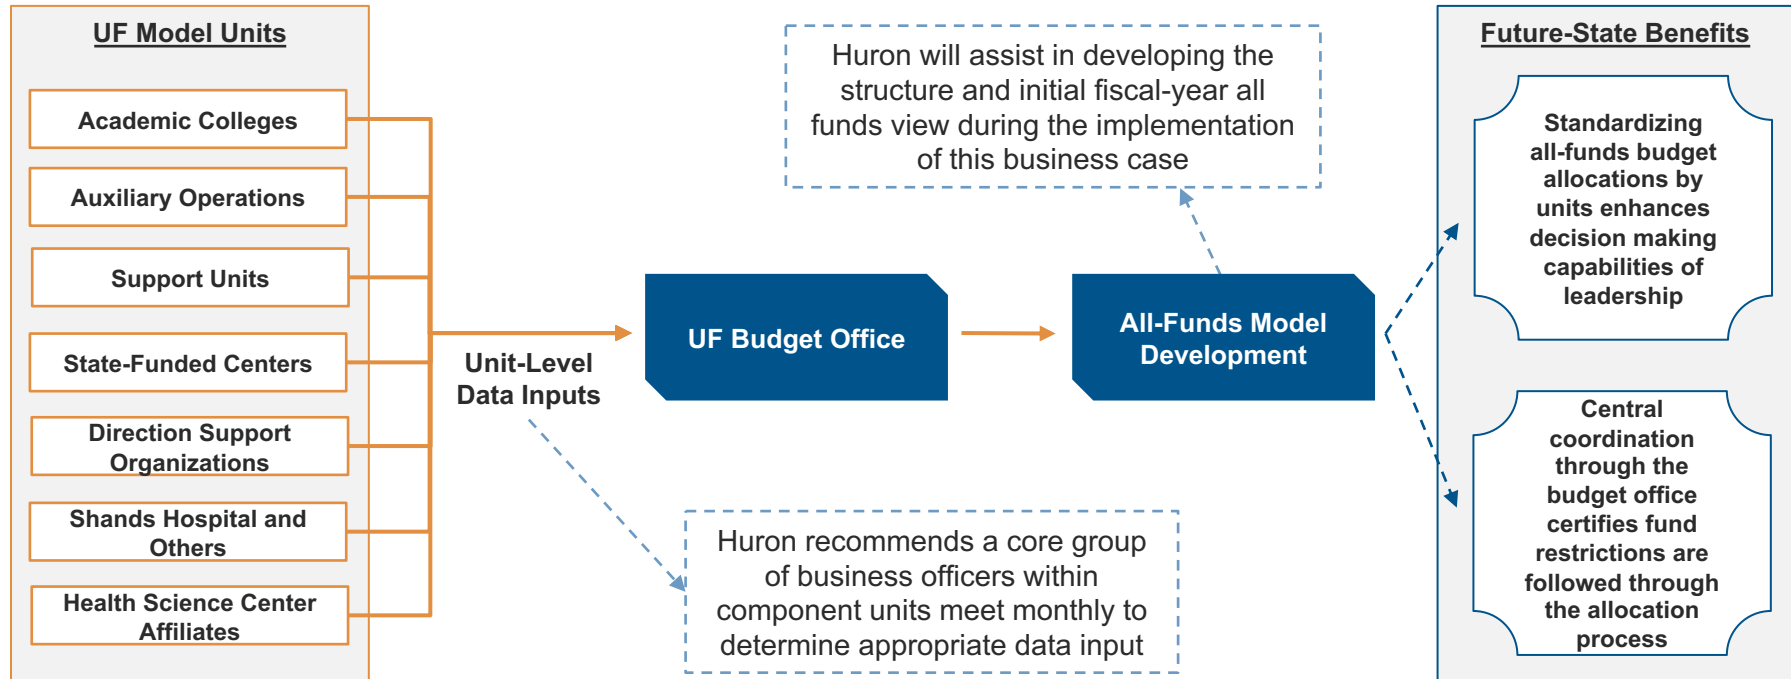 UF Model Units
Academic Colleges
Auxiliary Operations
Support Units
State-Funded Centers
Direction Support
Organizations
Shands Hospital and
Others
Health Science Center
Affiliates
Unit-Level
Data Inputs
Huron recommends a core group
of business officers within
component units meet monthly to
determine appropriate data input
UF Budget Office
Huron will assist in developing the
structure and initial fiscal-year all
funds view during the implementation
of this business case
All-Funds Model
Development
Future-State Benefits
Standardizing
all-funds budget
allocations by
units enhances
decision making
capabilities of
leadership
Central
coordination
through the
budget office
certifies fund
restrictions are
followed through
the allocation
process